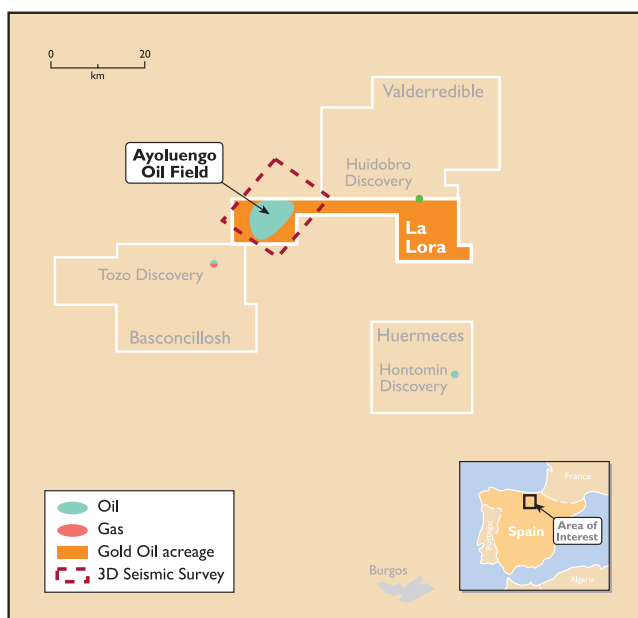 0
20
km
Valderredible
Ayoluengo
Oil Field
Huidobro
Discovery
La
Lora
Tozo Discovery
Basconcillosh
Huermeces
Hontomin
Discovery
Oil
Gas
Gold Oil acreage
3D Seismic Survey
Burgos
France
Portugal
Spain
Area of
Interest
Algeria